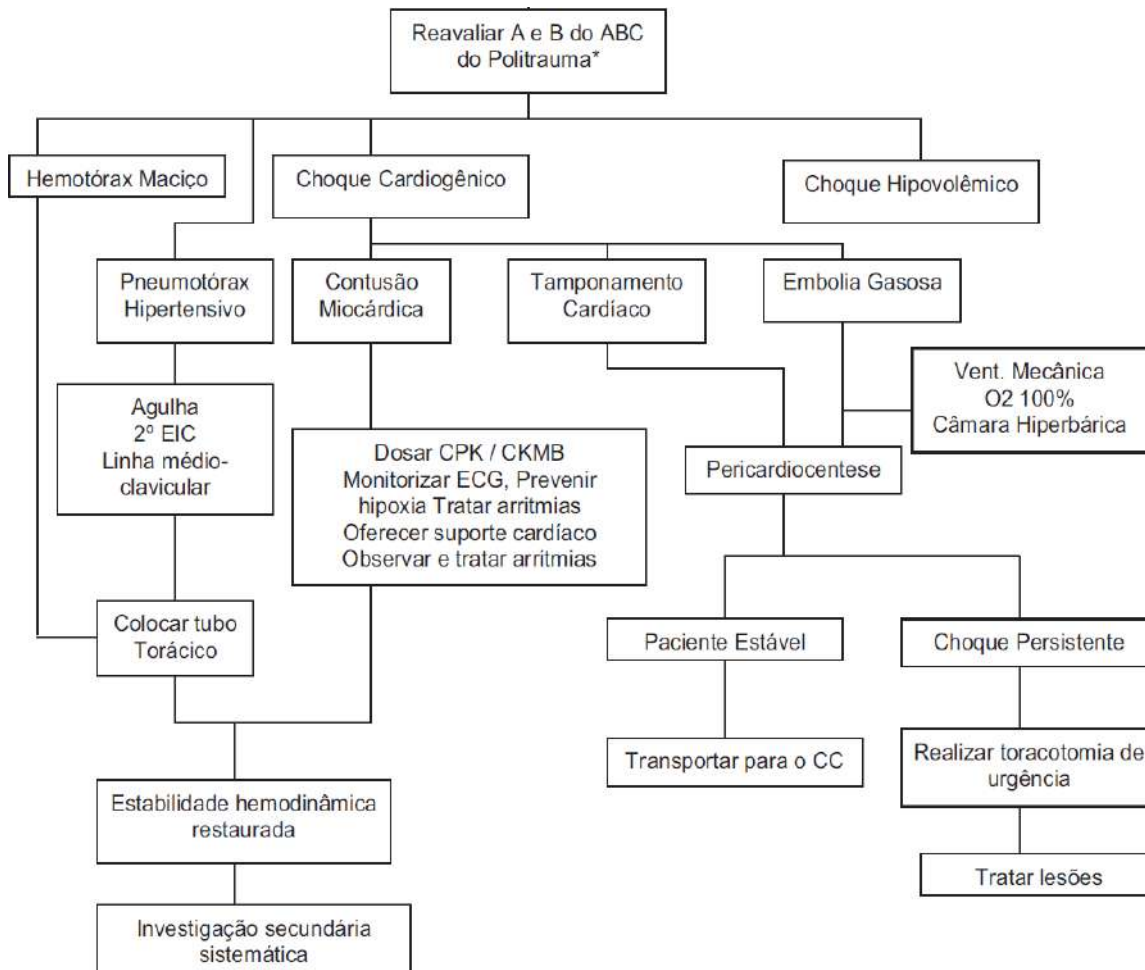 Reavaliar A e B do ABC
do Politrauma*
Hemotórax Maciço
Choque Cardiogênico
Choque Hipovolêmico
Pneumotórax
Hipertensivo
Contusão
Miocárdica
Tamponamento
Cardíaco
Embolia Gasosa
Vent. Mecânica
O2 100%
Câmara Hiperbárica
Agulha
2º EIC
Linha médio-
clavicular
Dosar CPK / CKMB
Monitorizar ECG, Prevenir
hipoxia Tratar arritmias
Oferecer suporte cardíaco
Observar e tratar arritmias
Pericardiocentese
Colocar tubo
Torácico
Paciente Estável
Choque Persistente
Transportar para o CC
Realizar toracotomia de
urgência
Estabilidade hemodinâmica
restaurada
Tratar lesões
Investigação secundária
sistemática